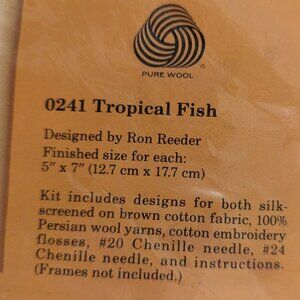 PURE WOOL
0241 Tropical Fish
Designed by Ron Reeder
Finished size for each:
5" x 7" (12.7 cm x 17.7 cm)
Kit includes designs for both silk-
screened on brown cotton fabric, 100%
Persian wool yarns, cotton embroidery
flosses, #20 Chenille needle, #24
Chenille needle, and instructions.
(Frames not included.)